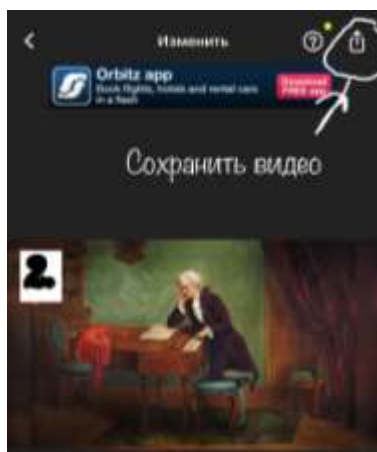 Изменить
Orbitz app
Book flights, hotels and rental cars
in a flash
Download
FREE app
Сохранить видео
2.